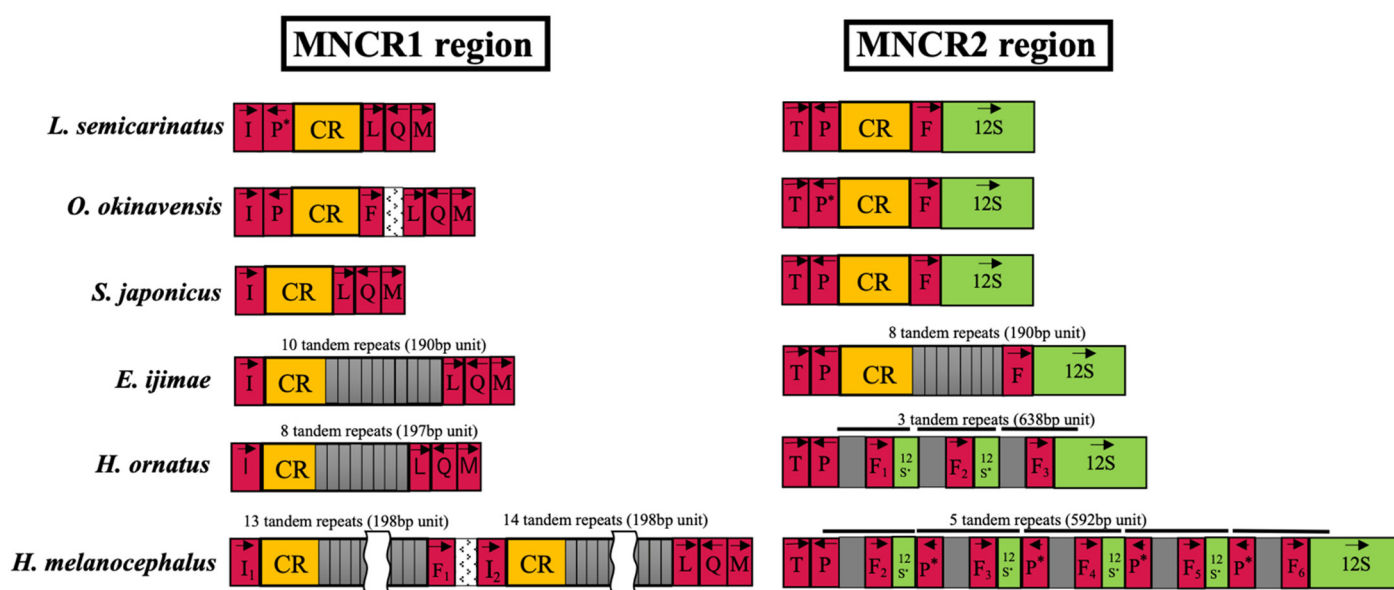 MNCR1 region MNCR2 region
L. semicarinatus I P* CR L Q M T P CR F 12S
O. okinavensis I P CR F L Q M T P* CR F 12S
S. japonicus I CR L Q M T P CR F 12S
10 tandem repeats (190bp unit) 8 tandem repeats (190bp unit)
E. ijimae I CR L Q M T P CR F 12S
8 tandem repeats (197bp unit) 3 tandem repeats (638bp unit)
H. ornatus I CR L Q M T P F1 12 S* F2 12 S* F3 12S
13 tandem repeats (198bp unit) 14 tandem repeats (198bp unit) 5 tandem repeats (592bp unit)
H. melanocephalus I1 CR F1 I2 CR L Q M T P F2 12 S* P* F3 12 S* P* F4 12 S* P* F5 12 S* P* F6 12S